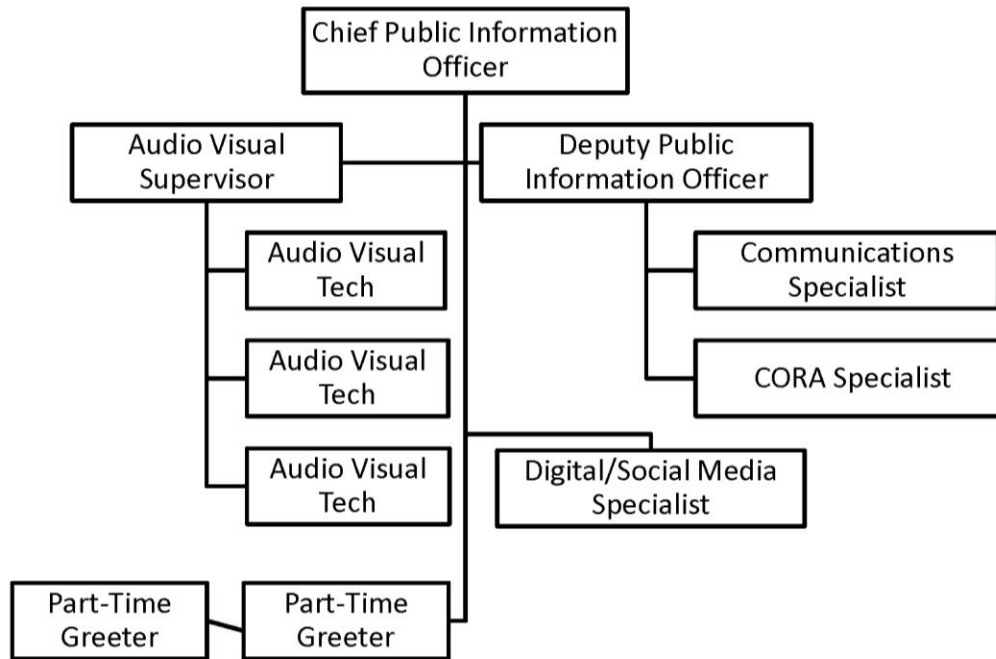 Chief Public Information
Officer
Audio Visual
Supervisor
Deputy Public
Information Officer
Audio Visual
Tech
Communications
Specialist
Audio Visual
Tech
CORA Specialist
Audio Visual
Tech
Digital/Social Media
Specialist
Part-Time
Greeter
Part-Time
Greeter